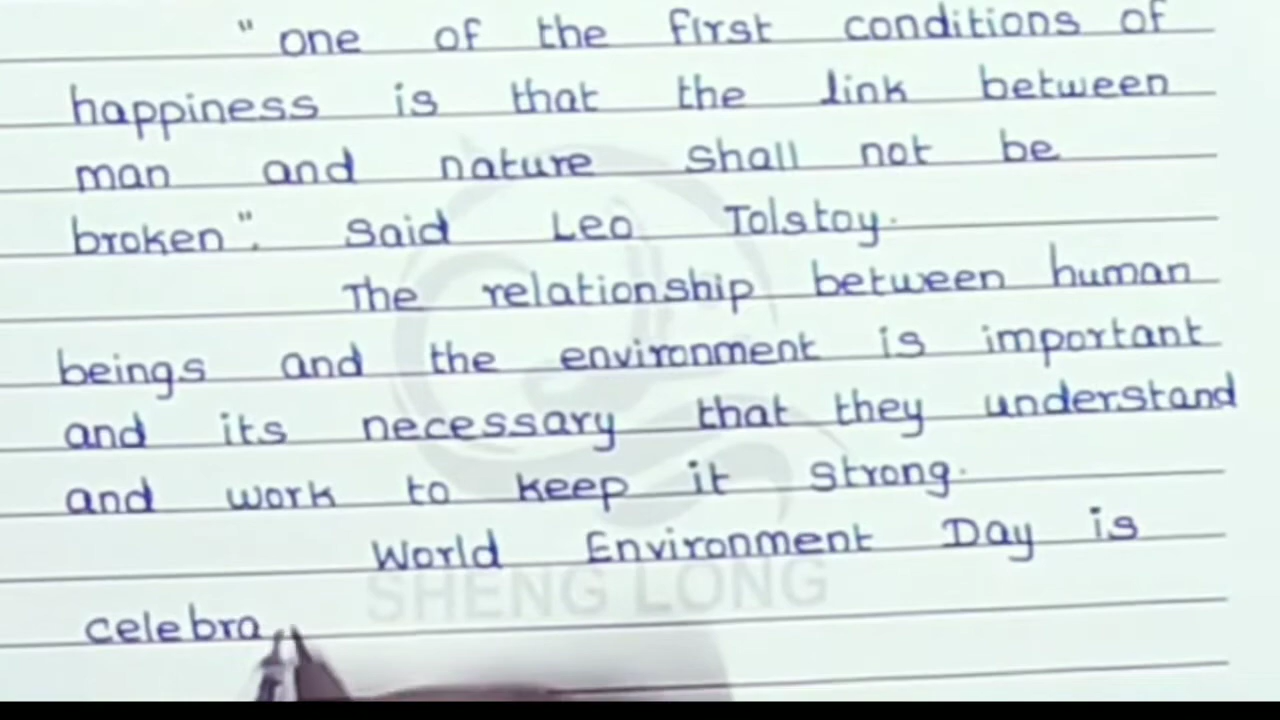 " one of the first conditions of
happiness is that the link between
man and nature shall not be
broken". Said Leo Tolstoy.
The relationship between human
beings and the environment is important
and its necessary that they understand
and work to keep it strong.
World Environment Day is
SHENG LONG
celebra